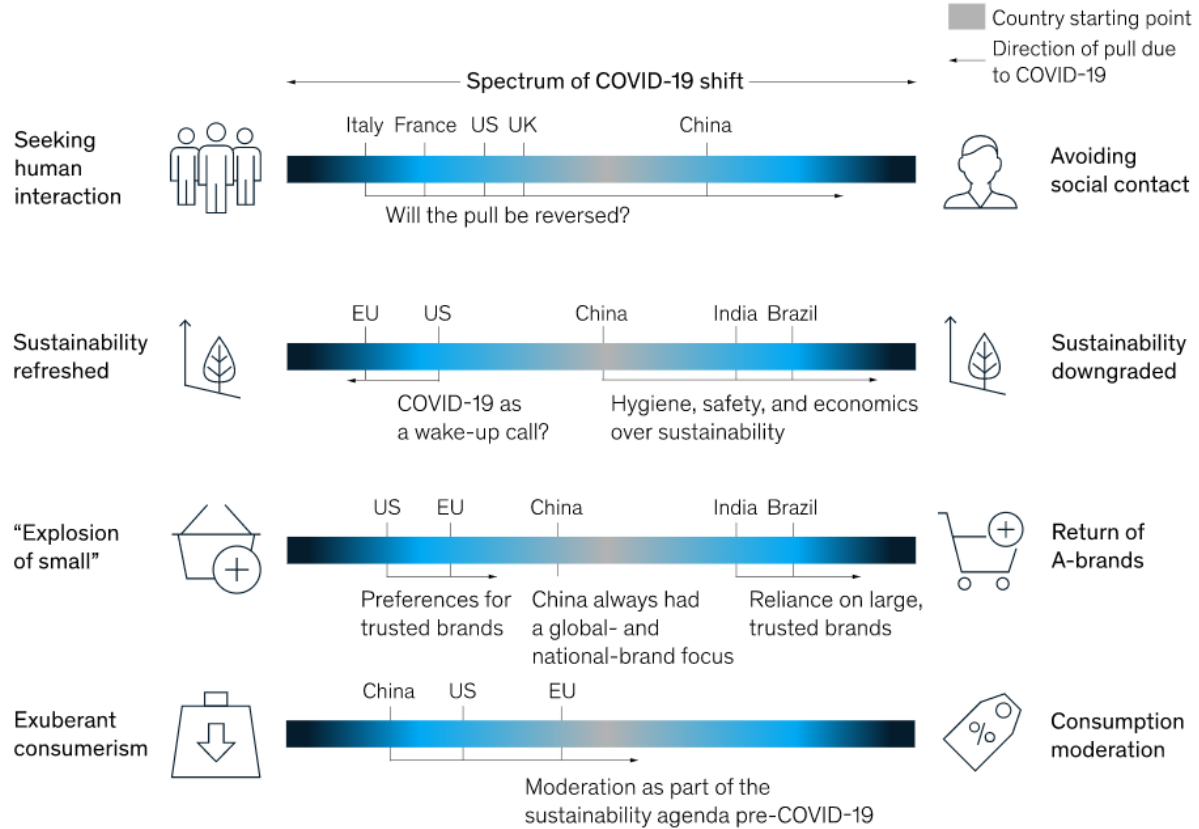 Country starting point
Direction of pull due
to COVID-19
Spectrum of COVID-19 shift
Seeking
human
interaction
Italy France US UK China
Avoiding
social contact
Will the pull be reversed?
Sustainability
refreshed
EU US China India Brazil
Sustainability
downgraded
COVID-19 as
a wake-up call?
Hygiene, safety, and economics
over sustainability
“Explosion
of small”
US EU China India Brazil
Return of
A-brands
Preferences for
trusted brands
China always had
a global- and
national-brand focus
Reliance on large,
trusted brands
Exuberant
consumerism
China US EU
%
Consumption
moderation
Moderation as part of the
sustainability agenda pre-COVID-19